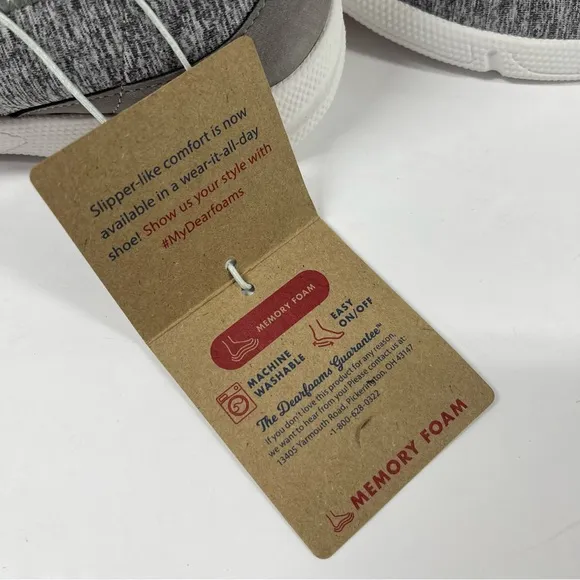 Slipper-like comfort is now
available in a wear-it-all-day
shoe! Show us your style with
#MyDearfoams
MEMORY FOAM
MACHINE
WASHABLE
EASY
ON/OFF
The Dearfoams Guarantee™
If you don't love this product for any reason,
we want to hear from you! Please contact us at
13405 Yarmouth Road, Pickerington, OH 43147
-1-800-628-0322
MEMORY FOAM